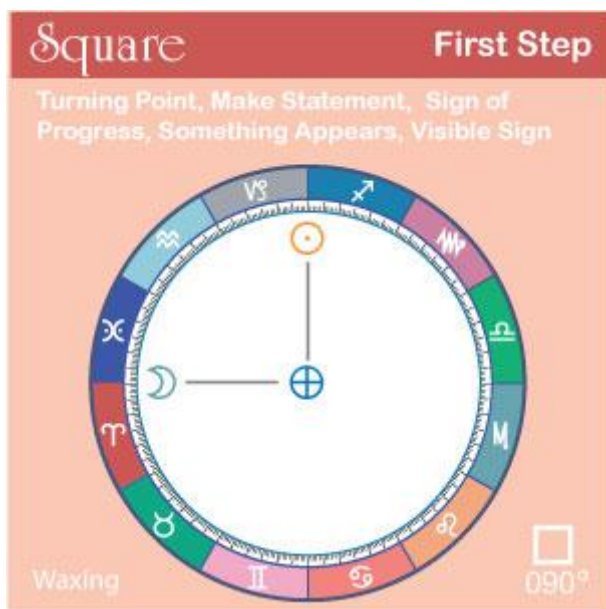 Square
First Step
Turning Point, Make Statement, Sign of
Progress, Something Appears, Visible Sign
Waxing
090°